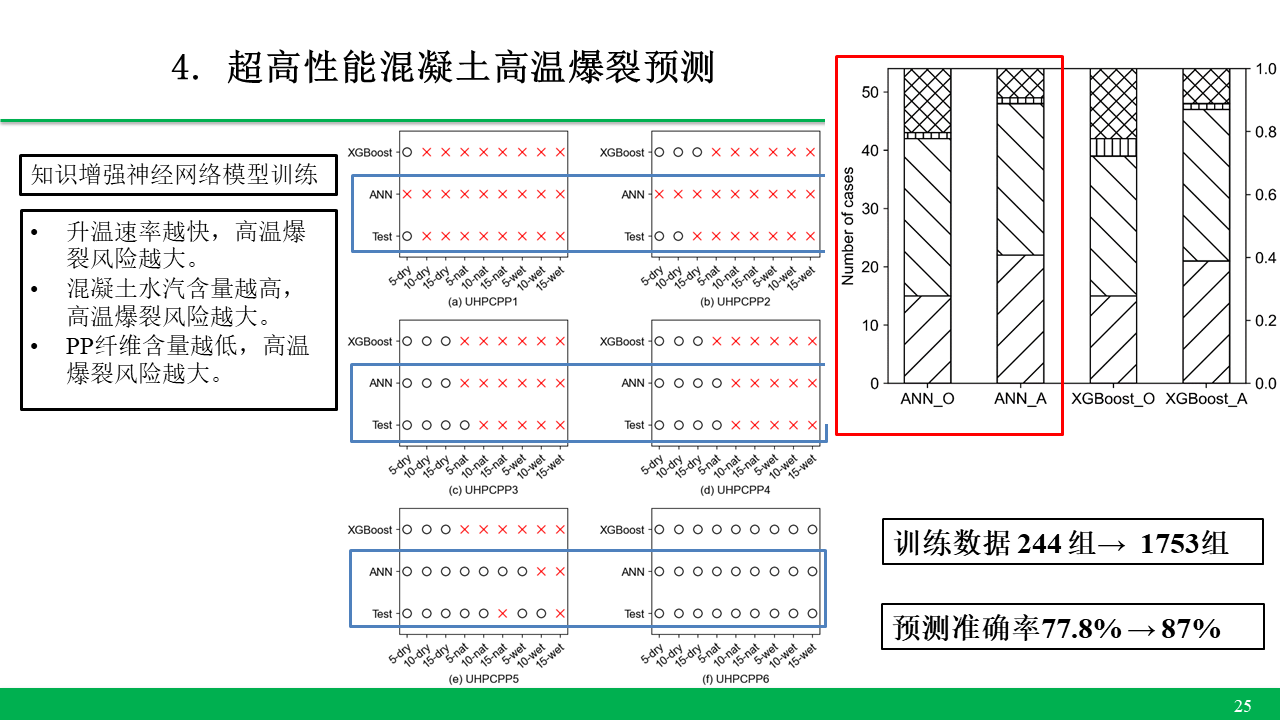 4. 超高性能混凝土高温爆裂预测
知识增强神经网络模型训练
• 升温速率越快，高温爆
裂风险越大。
• 混凝土水汽含量越高，
高温爆裂风险越大。
• PP纤维含量越低，高温
爆裂风险越大。
XGBoost
ANN
Test
5-dry 10-dry 15-dry 5-nat 10-nat 15-nat 5-wet 10-wet 15-wet
(a) UHPCPP1
XGBoost
ANN
Test
5-dry 10-dry 15-dry 5-nat 10-nat 15-nat 5-wet 10-wet 15-wet
(b) UHPCPP2
XGBoost
ANN
Test
5-dry 10-dry 15-dry 5-nat 10-nat 15-nat 5-wet 10-wet 15-wet
(c) UHPCPP3
XGBoost
ANN
Test
5-dry 10-dry 15-dry 5-nat 10-nat 15-nat 5-wet 10-wet 15-wet
(d) UHPCPP4
XGBoost
ANN
Test
5-dry 10-dry 15-dry 5-nat 10-nat 15-nat 5-wet 10-wet 15-wet
(e) UHPCPP5
XGBoost
ANN
Test
5-dry 10-dry 15-dry 5-nat 10-nat 15-nat 5-wet 10-wet 15-wet
(f) UHPCPP6
Number of cases
50
40
30
20
10
0
1.0
0.8
0.6
0.4
0.2
0.0
ANN_O ANN_A XGBoost_O XGBoost_A
训练数据 244 组→ 1753组
预测准确率77.8% → 87%
25